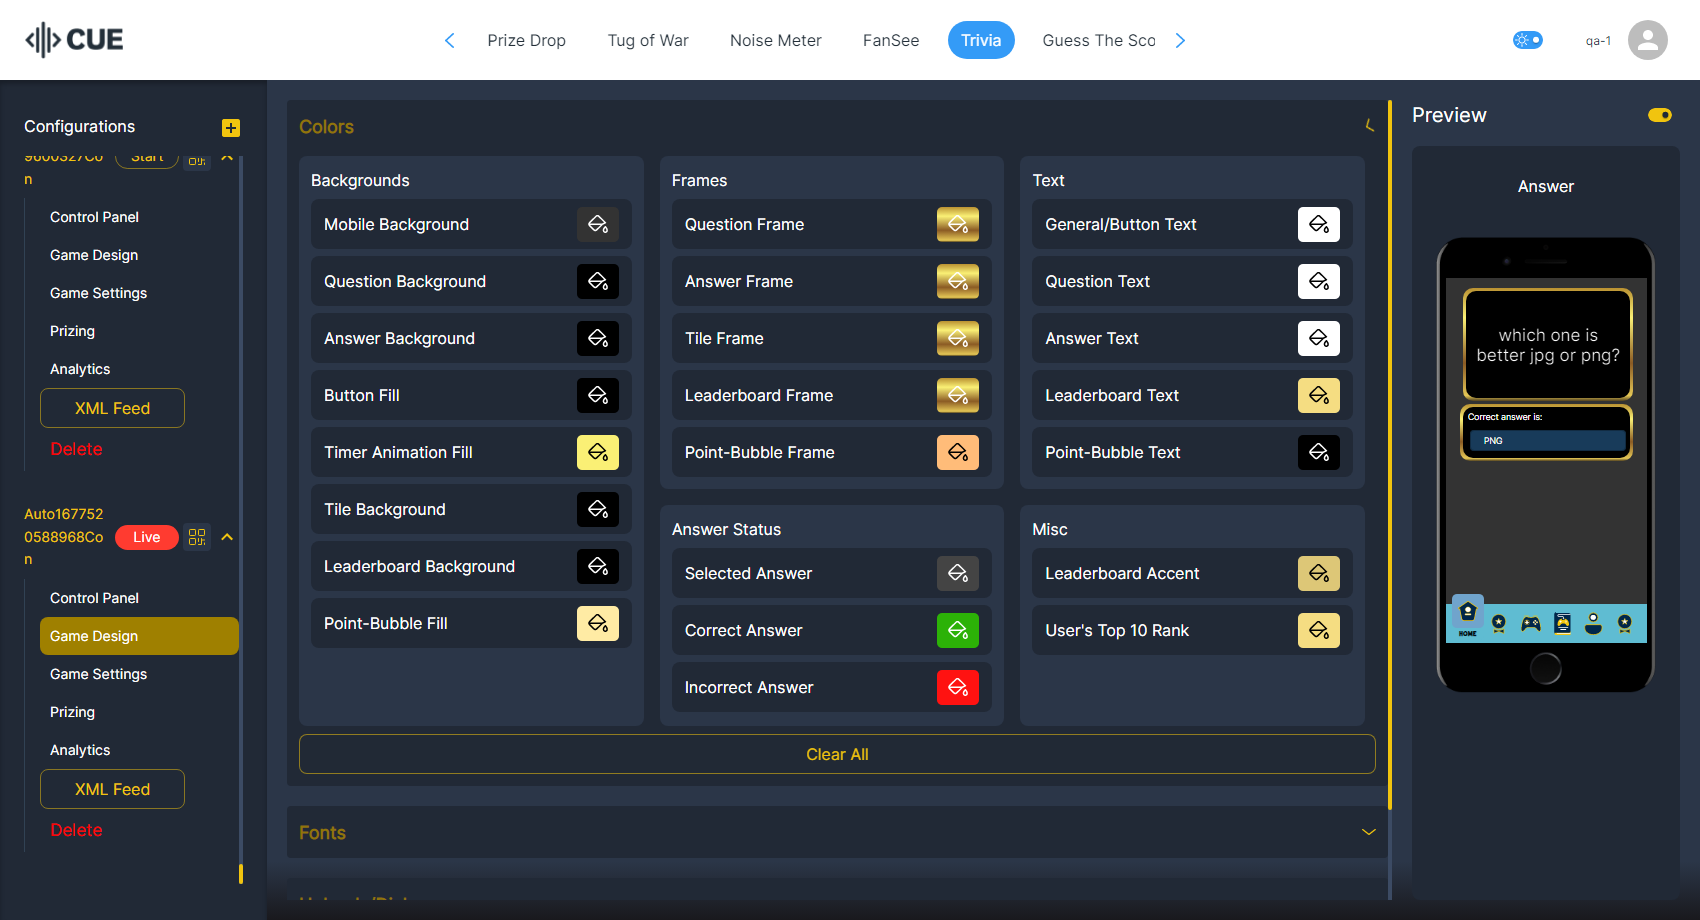 CUE
Prize Drop
Tug of War
Noise Meter
FanSee
Trivia
Guess The Sco
qa-1
Configurations
9600327Co
n
Start
Control Panel
Game Design
Game Settings
Prizing
Analytics
XML Feed
Delete
Auto167752
0588968Co
n
Live
Control Panel
Game Design
Game Settings
Prizing
Analytics
XML Feed
Delete
Colors
Backgrounds
Mobile Background
Question Background
Answer Background
Button Fill
Timer Animation Fill
Tile Background
Leaderboard Background
Point-Bubble Fill
Frames
Question Frame
Answer Frame
Tile Frame
Leaderboard Frame
Point-Bubble Frame
Text
General/Button Text
Question Text
Answer Text
Leaderboard Text
Point-Bubble Text
Answer Status
Selected Answer
Correct Answer
Incorrect Answer
Misc
Leaderboard Accent
User's Top 10 Rank
Clear All
Fonts
Preview
Answer
which one is
better jpg or png?
Correct answer is:
PNG
HOME